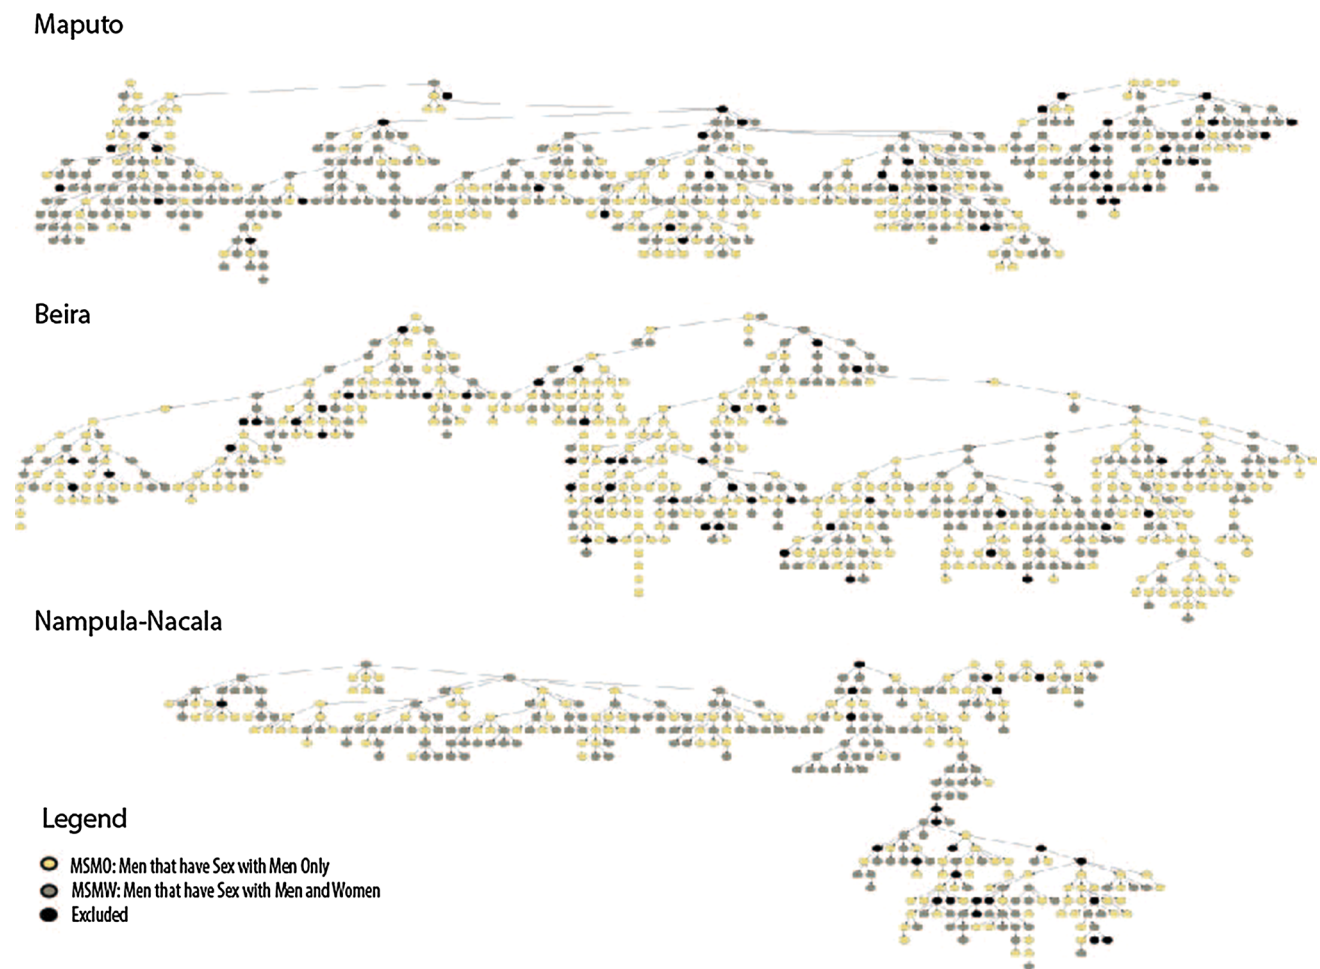 Maputo
Beira
Nampula-Nacala
Legend
MSMO: Men that have Sex with Men Only
MSMW: Men that have Sex with Men and Women
Excluded